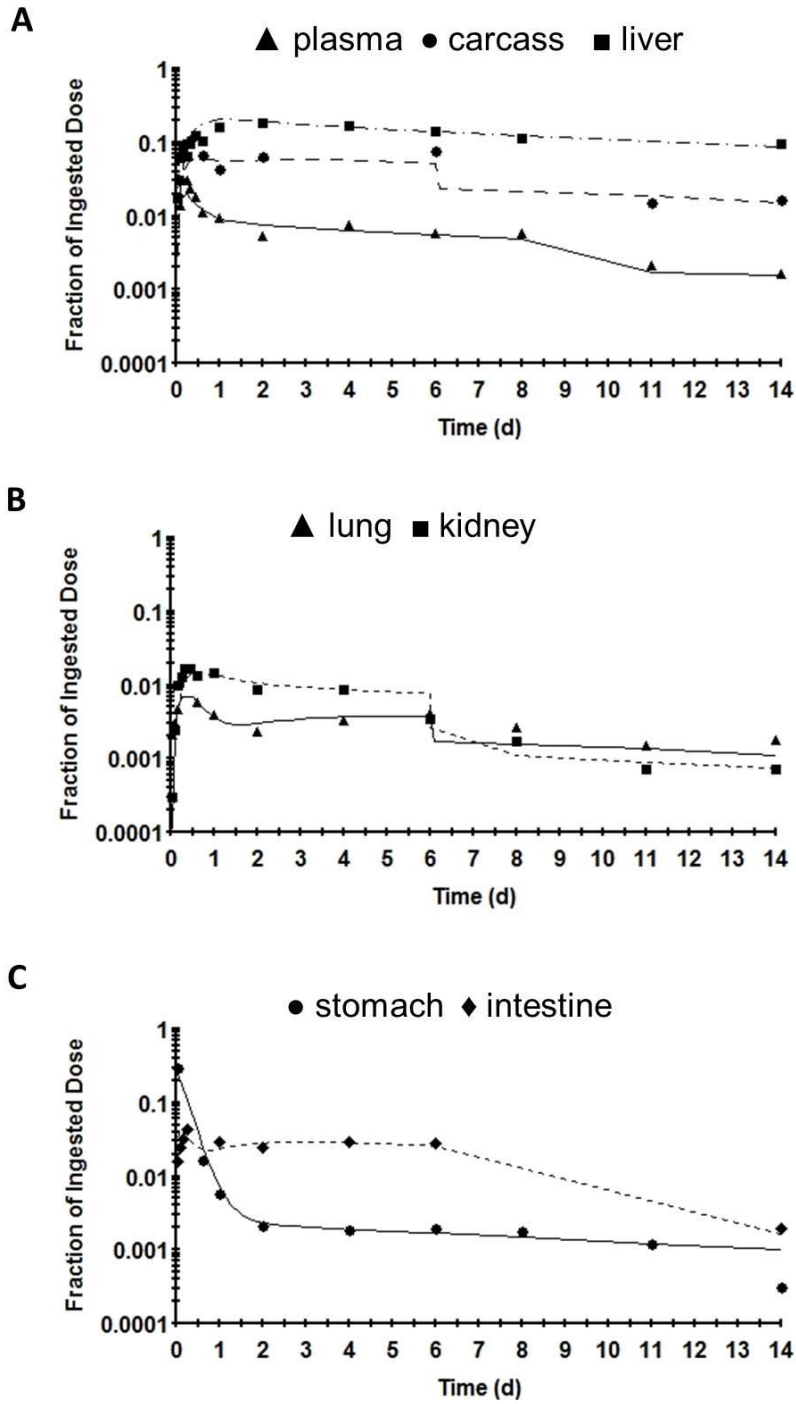 A
▲ plasma ● carcass ■ liver
Fraction of Ingested Dose
1
0.1
0.01
0.001
0.0001
0 1 2 3 4 5 6 7 8 9 10 11 12 13 14
Time (d)
B
▲ lung ■ kidney
Fraction of Ingested Dose
1
0.1
0.01
0.001
0.0001
0 1 2 3 4 5 6 7 8 9 10 11 12 13 14
Time (d)
C
● stomach ♦ intestine
Fraction of Ingested Dose
1
0.1
0.01
0.001
0.0001
0 1 2 3 4 5 6 7 8 9 10 11 12 13 14
Time (d)